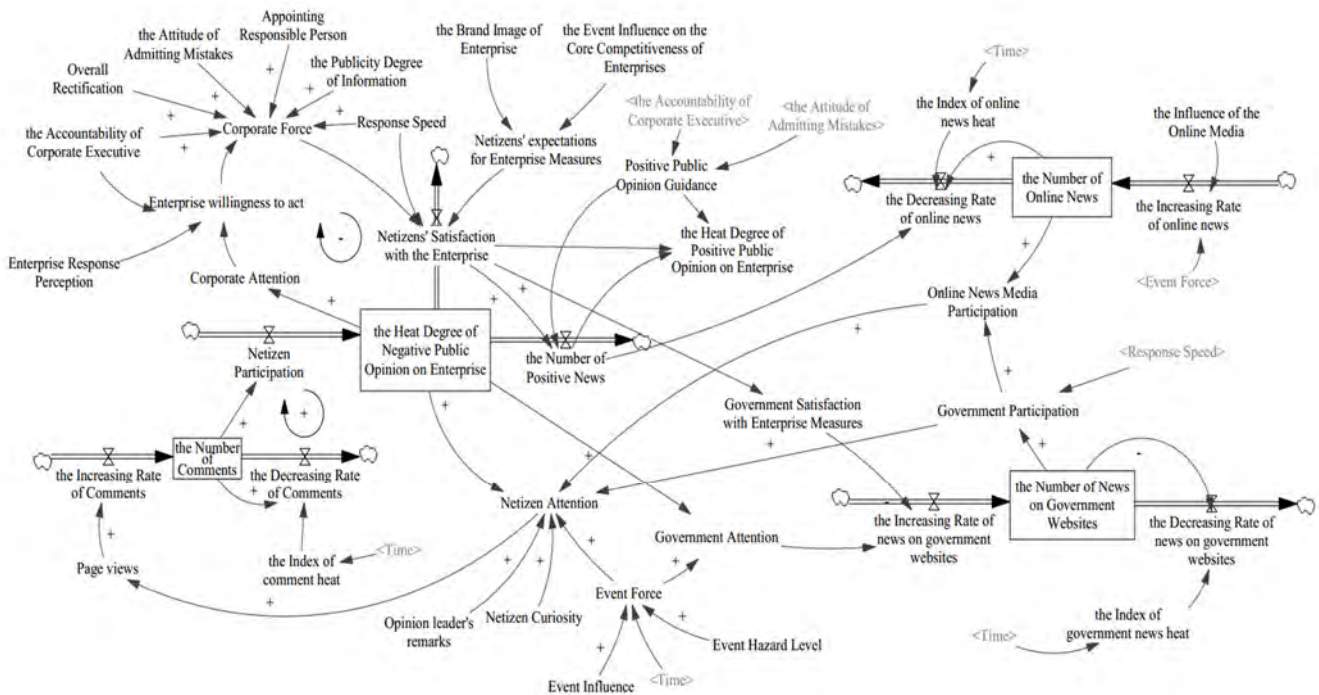 Appointing
Responsible Person
the Attitude of
Admitting Mistakes
the Brand Image of
Enterprise
the Event Influence on the
Core Competitiveness of
Enterprises
Overall
Rectification
the Publicity Degree
of Information
<Time>
the Accountability of
Corporate Executive
Corporate Force
Response Speed
<the Accountability of
Corporate Executive>
<the Attitude of
Admitting Mistakes>
the Index of online
news heat
the Influence of the
Online Media
Netizens' expectations
for Enterprise Measures
Positive Public
Opinion Guidance
the Number of
Online News
the Decreasing Rate
of online news
the Increasing Rate
of online news
Enterprise willingness to act
Netizens' Satisfaction
with the Enterprise
the Heat Degree of
Positive Public
Opinion on Enterprise
Enterprise Response
Perception
Corporate Attention
<Event Force>
Online News Media
Participation
the Heat Degree of
Negative Public
Opinion on Enterprise
Netizen
Participation
the Number of
Positive News
<Response Speed>
Government Satisfaction
with Enterprise Measures
Government Participation
the Number
of
Comments
the Increasing Rate
of Comments
the Decreasing Rate
of Comments
Netizen Attention
the Number of News
on Government
Websites
the Increasing Rate of
news on government
websites
the Decreasing Rate of
news on government
websites
Government Attention
Page views
the Index of
comment heat
<Time>
Event Force
Opinion leader's
remarks
Netizen Curiosity
Event Hazard Level
Event Influence
<Time>
<Time>
the Index of
government news heat